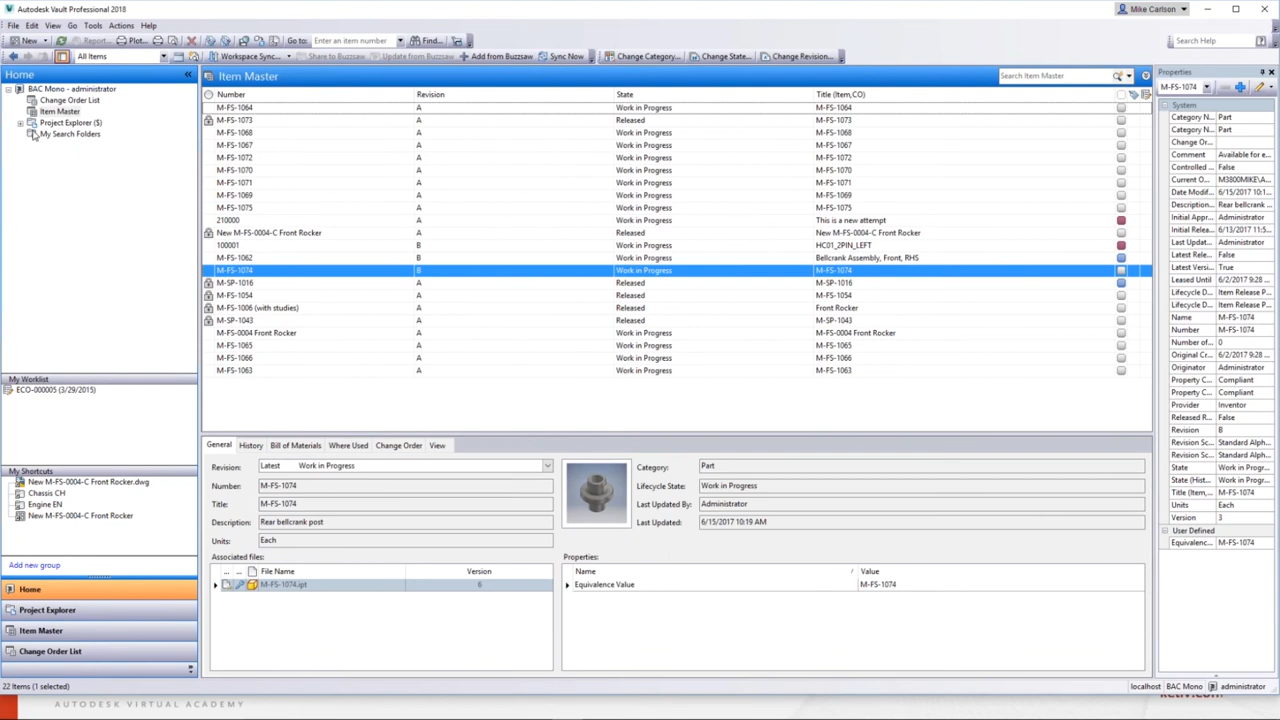 Autodesk Vault Professional 2018
Mike Carlson
File Edit View Go Tools Actions Help
New Report... Plot... Go to: Enter an item number Find... Search Help
All Items Workspace Sync... Share to Buzzsaw Update from Buzzsaw Add from Buzzsaw Sync Now Change Category... Change State... Change Revision...
Home
BAC Mono - administrator
Change Order List
Item Master
Project Explorer ($)
My Search Folders
My Worklist
ECO-000005 (3/29/2015)
My Shortcuts
New M-FS-0004-C Front Rocker.dwg
Chassis CH
Engine EN
New M-FS-0004-C Front Rocker
Add new group
Home
Project Explorer
Item Master
Change Order List
Item Master Search Item Master
Number Revision State Title (Item,CO)
M-FS-1064 A Work in Progress M-FS-1064
M-FS-1073 A Released M-FS-1073
M-FS-1068 A Work in Progress M-FS-1068
M-FS-1067 A Work in Progress M-FS-1067
M-FS-1072 A Work in Progress M-FS-1072
M-FS-1070 A Work in Progress M-FS-1070
M-FS-1071 A Work in Progress M-FS-1071
M-FS-1069 A Work in Progress M-FS-1069
M-FS-1075 A Work in Progress M-FS-1075
210000 A Work in Progress This is a new attempt
New M-FS-0004-C Front Rocker A Released New M-FS-0004-C Front Rocker
100001 B Work in Progress HC01_2PIN_LEFT
M-FS-1062 B Work in Progress Bellcrank Assembly, Front, RHS
M-FS-1074 B Work in Progress M-FS-1074
M-SP-1016 A Released M-SP-1016
M-FS-1054 A Released M-FS-1054
M-FS-1006 (with studies) A Released Front Rocker
M-SP-1043 A Released M-SP-1043
M-FS-0004 Front Rocker A Work in Progress M-FS-0004 Front Rocker
M-FS-1065 A Work in Progress M-FS-1065
M-FS-1066 A Work in Progress M-FS-1066
M-FS-1063 A Work in Progress M-FS-1063
General History Bill of Materials Where Used Change Order View
Revision: Latest Work in Progress
Number: M-FS-1074
Title: M-FS-1074
Description: Rear bellcrank post
Units: Each
Category: Part
Lifecycle State: Work in Progress
Last Updated By: Administrator
Last Updated: 6/15/2017 10:19 AM
Associated files:
... ... File Name Version
M-FS-1074.ipt 6
Properties:
Name Value
Equivalence Value M-FS-1074
Properties
M-FS-1074
System
Category N... Part
Category N... Part
Change Or...
Comment Available for e
Controlled ... False
Current O... M3800MIKE\A...
Date Modif... 6/15/2017 10:1
Description... Rear bellcrank
Initial Appr... Administrator
Initial Relea... 6/13/2017 11:5
Last Updat... Administrator
Latest Rele... False
Latest Versi... True
Leased Until 6/2/2017 9:28
Lifecycle D... Item Release P
Lifecycle D... Item Release P
Name M-FS-1074
Number M-FS-1074
Number of... 0
Original Cr... 6/2/2017 9:28
Originator Administrator
Property C... Compliant
Property C... Compliant
Provider Inventor
Released R... False
Revision B
Revision Sc... Standard Alph
Revision Sc... Standard Alph
State Work in Progr
State (Hist... Work in Progr
Title (Item,... M-FS-1074
Units Each
Version 3
User Defined
Equivalenc... M-FS-1074
22 Items (1 selected) localhost BAC Mono administrator
AUTODESK VIRTUAL ACADEMY